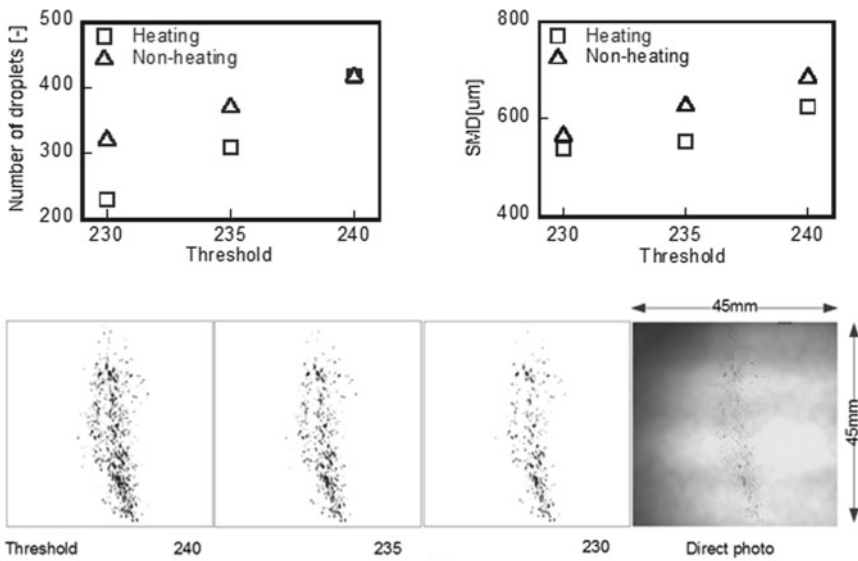 500
400
300
200
Number of droplets [-]
Heating
Non-heating
230 235 240
Threshold
800
600
400
SMD[um]
Heating
Non-heating
230 235 240
Threshold
45mm
45mm
Threshold 240 235 230 Direct photo